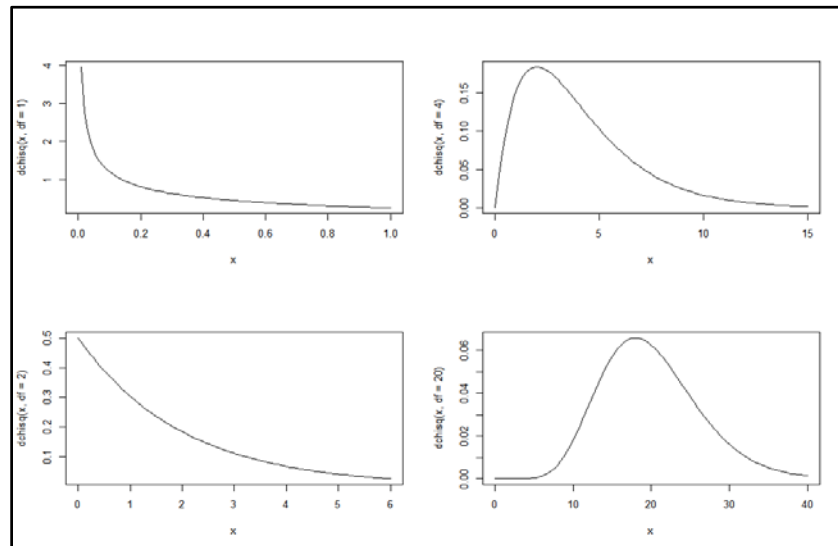 dchisq(x, df = 1)
4
3
2
1
0.0 0.2 0.4 0.6 0.8 1.0
x
dchisq(x, df = 4)
0.15
0.10
0.05
0.00
0 5 10 15
x
dchisq(x, df = 2)
0.5
0.4
0.3
0.2
0.1
0 1 2 3 4 5 6
x
dchisq(x, df = 20)
0.06
0.04
0.02
0.00
0 10 20 30 40
x